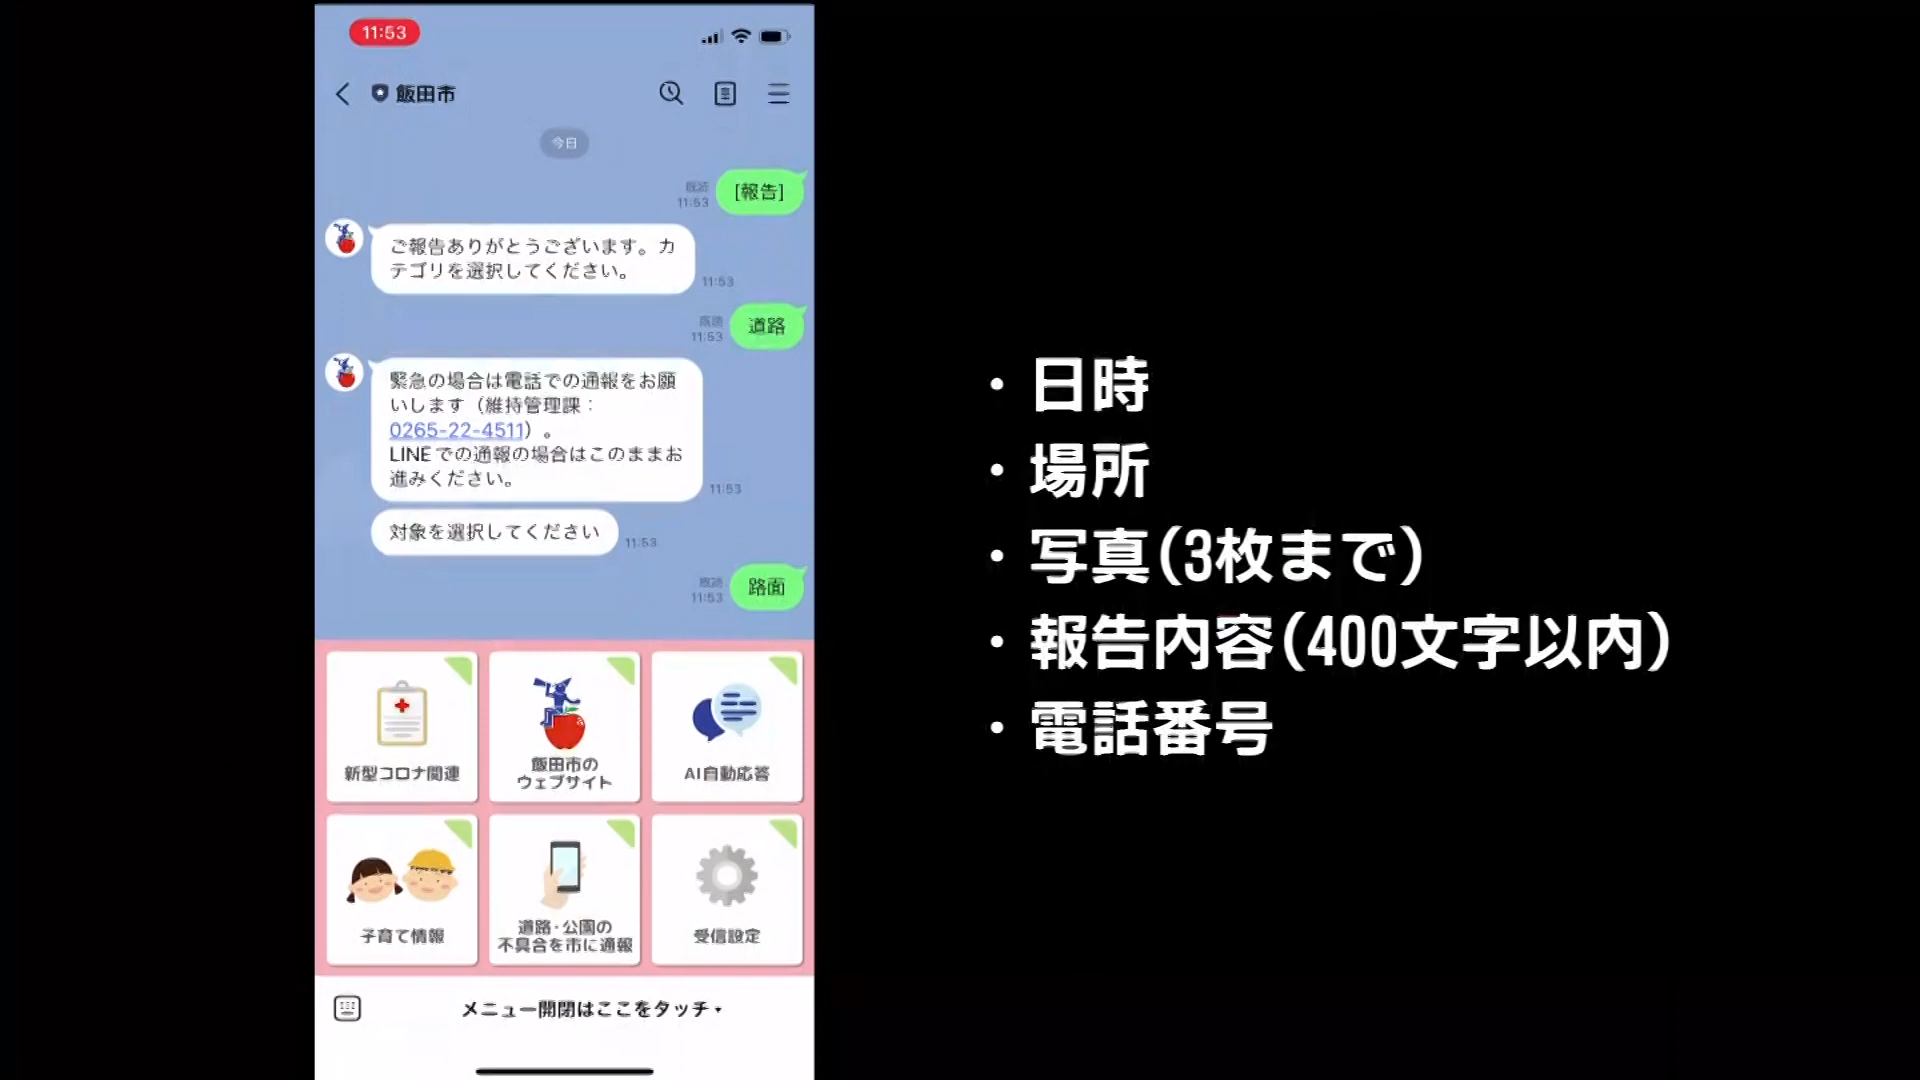 11:53
飯田市
今日
既読
11:53
[報告]
ご報告ありがとうございます。カ
テゴリを選択してください。
11:53
既読
11:53
道路
緊急の場合は電話での通報をお願
いします（維持管理課：
0265-22-4511）。
LINEでの通報の場合はこのままお
進みください。
11:53
対象を選択してください
11:53
既読
11:53
路面
新型コロナ関連
飯田市の
ウェブサイト
AI自動応答
子育て情報
道路・公園の
不具合を市に通報
受信設定
メニュー開閉はここをタッチ▾
・日時
・場所
・写真(3枚まで)
・報告内容(400文字以内)
・電話番号